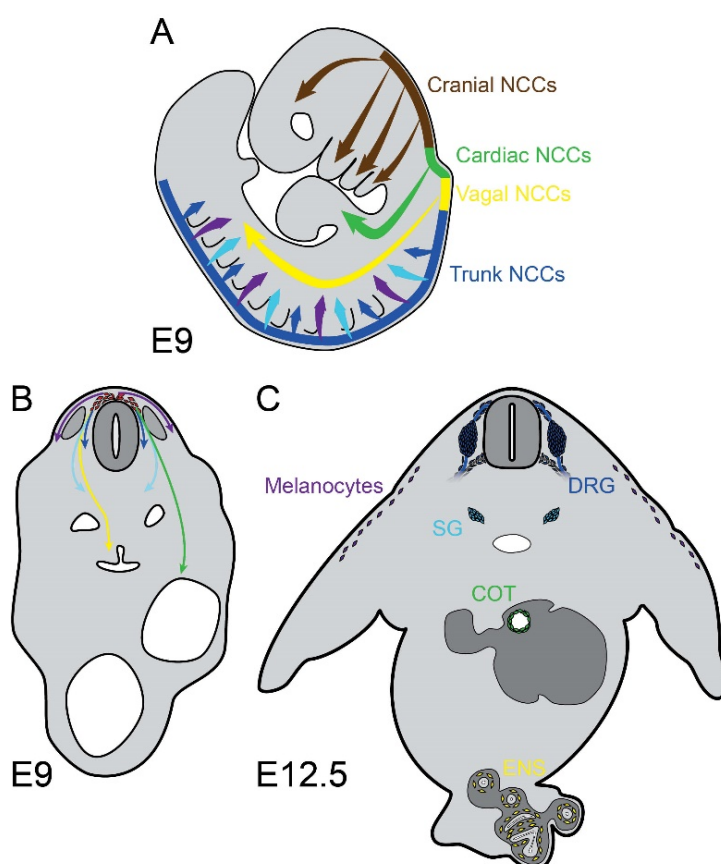 A
Cranial NCCs
Cardiac NCCs
Vagal NCCs
Trunk NCCs
E9
B
C
Melanocytes
DRG
SG
COT
E9
E12.5
ENS